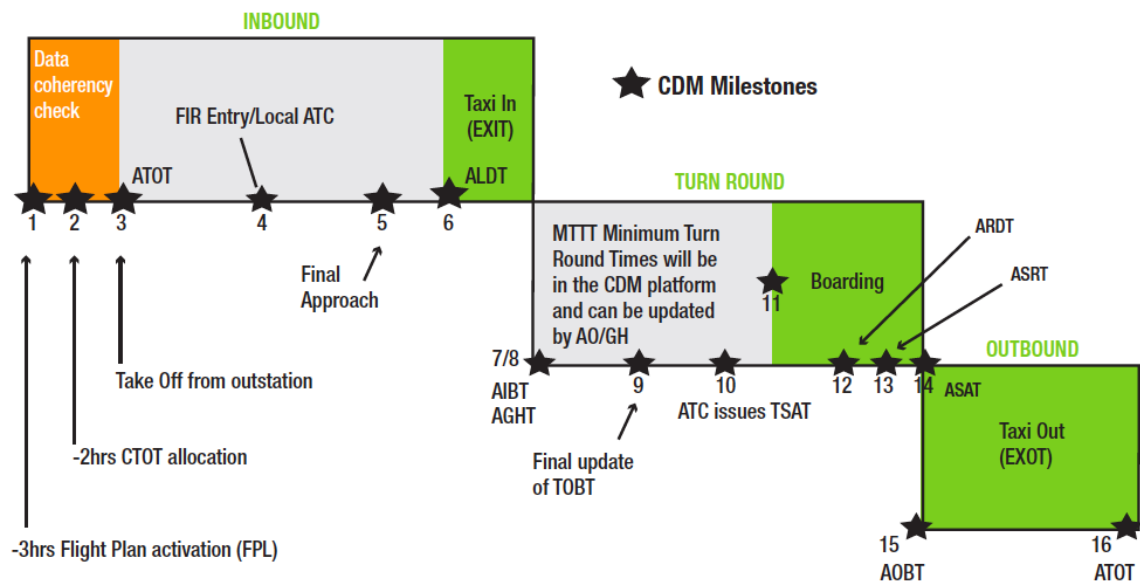 INBOUND
Data
coherency
check
FIR Entry/Local ATC
Taxi In
(EXIT)
CDM Milestones
ATOT
ALDT
1
2
3
4
5
6
Final
Approach
Take Off from outstation
-2hrs CTOT allocation
-3hrs Flight Plan activation (FPL)
TURN ROUND
MTTT Minimum Turn
Round Times will be
in the CDM platform
and can be updated
by AO/GH
11
Boarding
ARDT
ASRT
7/8
AIBT
AGHT
9
10
12
13
14
Final update
of TOBT
ATC issues TSAT
OUTBOUND
ASAT
Taxi Out
(EXOT)
15
AOBT
16
ATOT